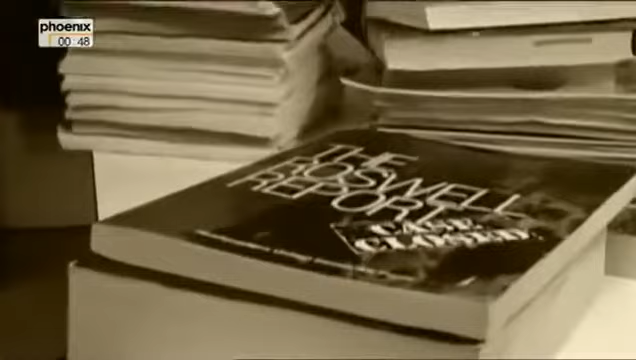 phoenix
00:48
THE
ROSWELL
REPORT
CASE
CLOSED